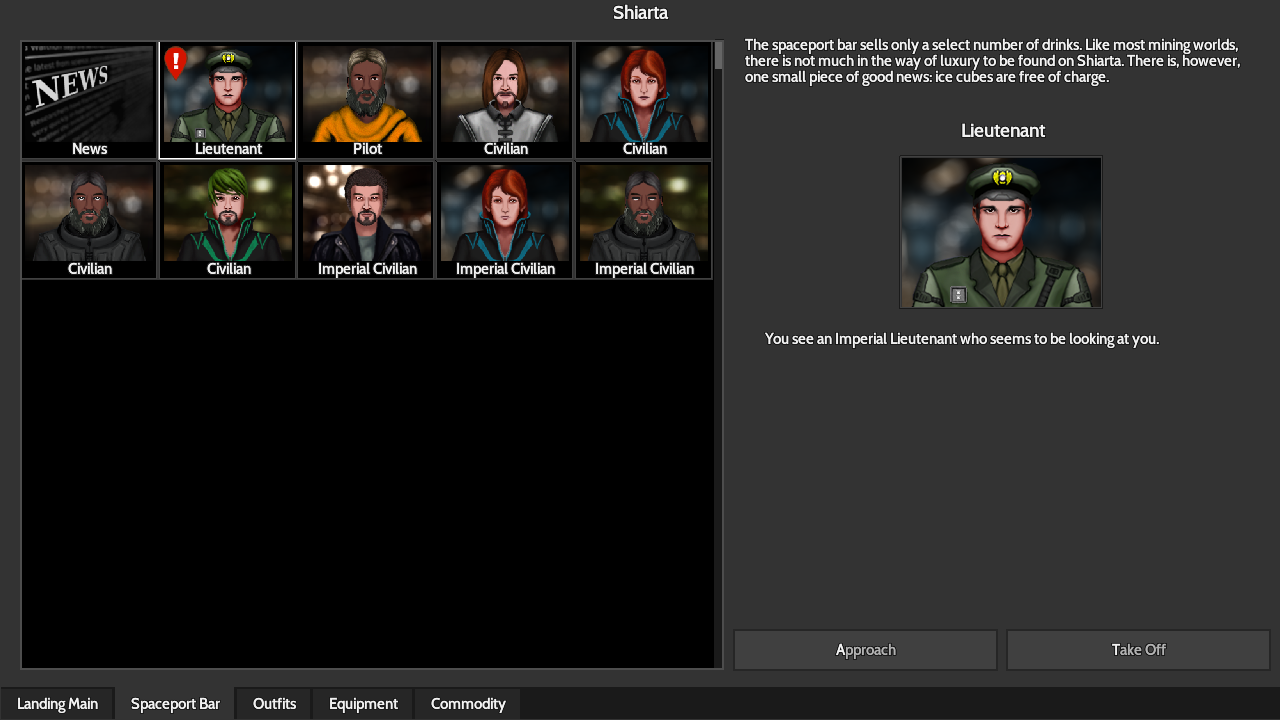 Shiarta
NEWS
News
!
Lieutenant
Pilot
Civilian
Civilian
Civilian
Civilian
Imperial Civilian
Imperial Civilian
Imperial Civilian
The spaceport bar sells only a select number of drinks. Like most mining worlds,
there is not much in the way of luxury to be found on Shiarta. There is, however,
one small piece of good news: ice cubes are free of charge.
Lieutenant
You see an Imperial Lieutenant who seems to be looking at you.
Approach
Take Off
Landing Main
Spaceport Bar
Outfits
Equipment
Commodity